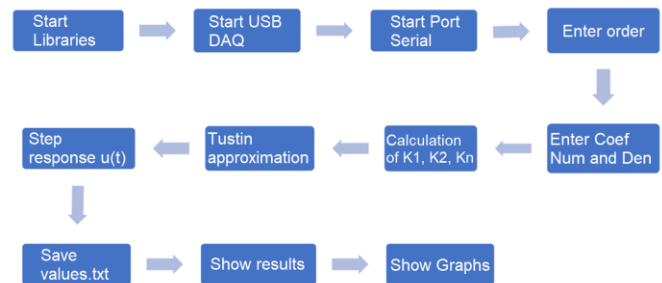 Start
Libraries
Start USB
DAQ
Start Port
Serial
Enter order
Enter Coef
Num and Den
Calculation
of K1, K2, Kn
Tustin
approximation
Step
response u(t)
Save
values.txt
Show results
Show Graphs